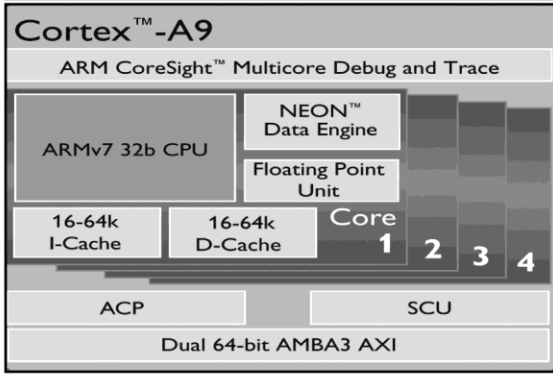 Cortex™-A9
ARM CoreSight™ Multicore Debug and Trace
ARMv7 32b CPU
NEON™
Data Engine
Floating Point
Unit
16-64k
I-Cache
16-64k
D-Cache
Core
1
2
3
4
ACP
SCU
Dual 64-bit AMBA3 AXI